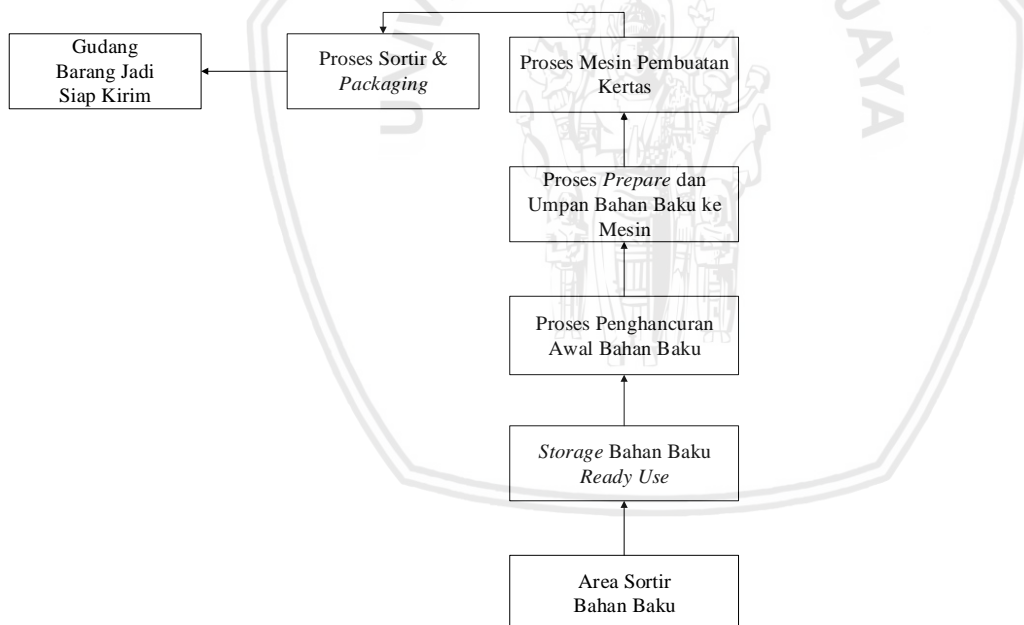 Gudang
Barang Jadi
Siap Kirim
Proses Sortir &
Packaging
Proses Mesin Pembuatan
Kertas
Proses Prepare dan
Umpan Bahan Baku ke
Mesin
Proses Penghancuran
Awal Bahan Baku
Storage Bahan Baku
Ready Use
Area Sortir
Bahan Baku